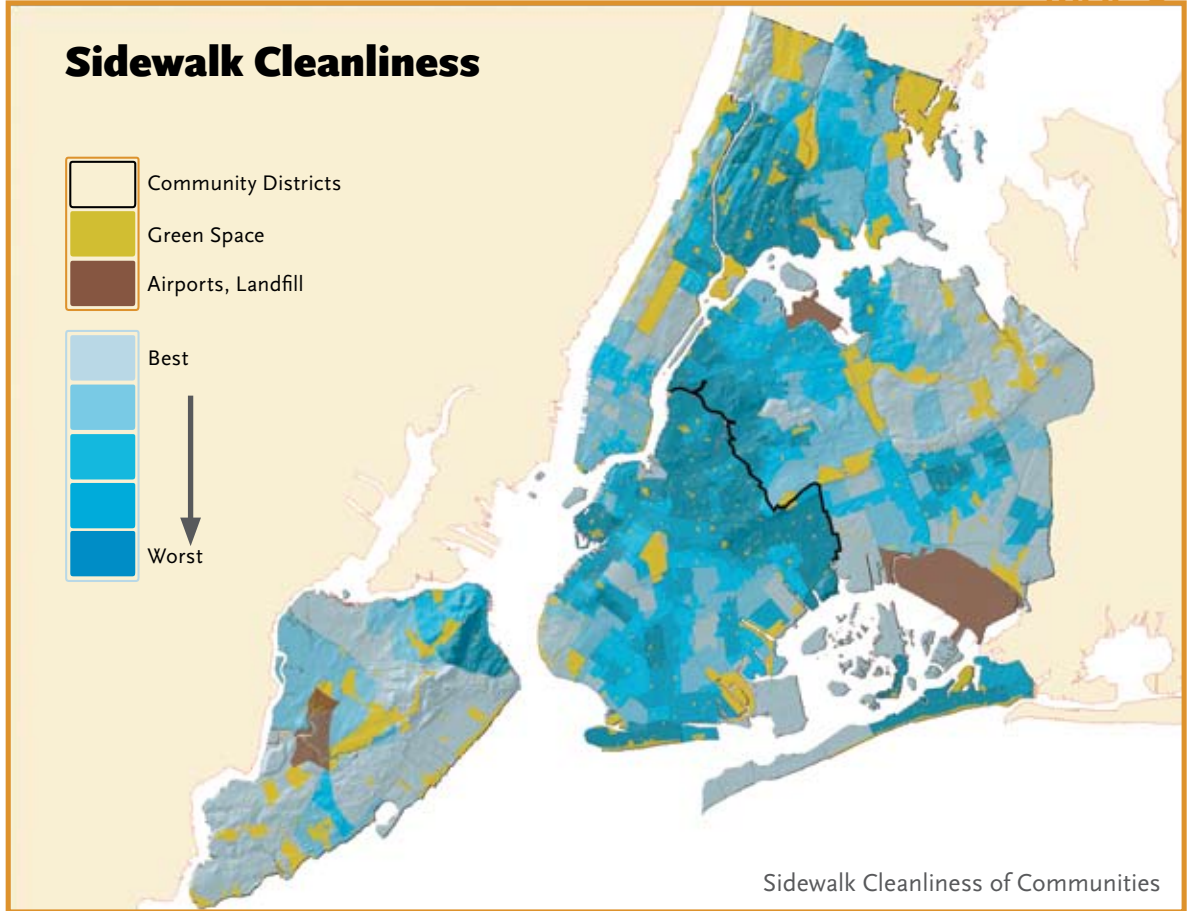 Sidewalk Cleanliness
Community Districts
Green Space
Airports, Landfill
Best
Worst
Sidewalk Cleanliness of Communities